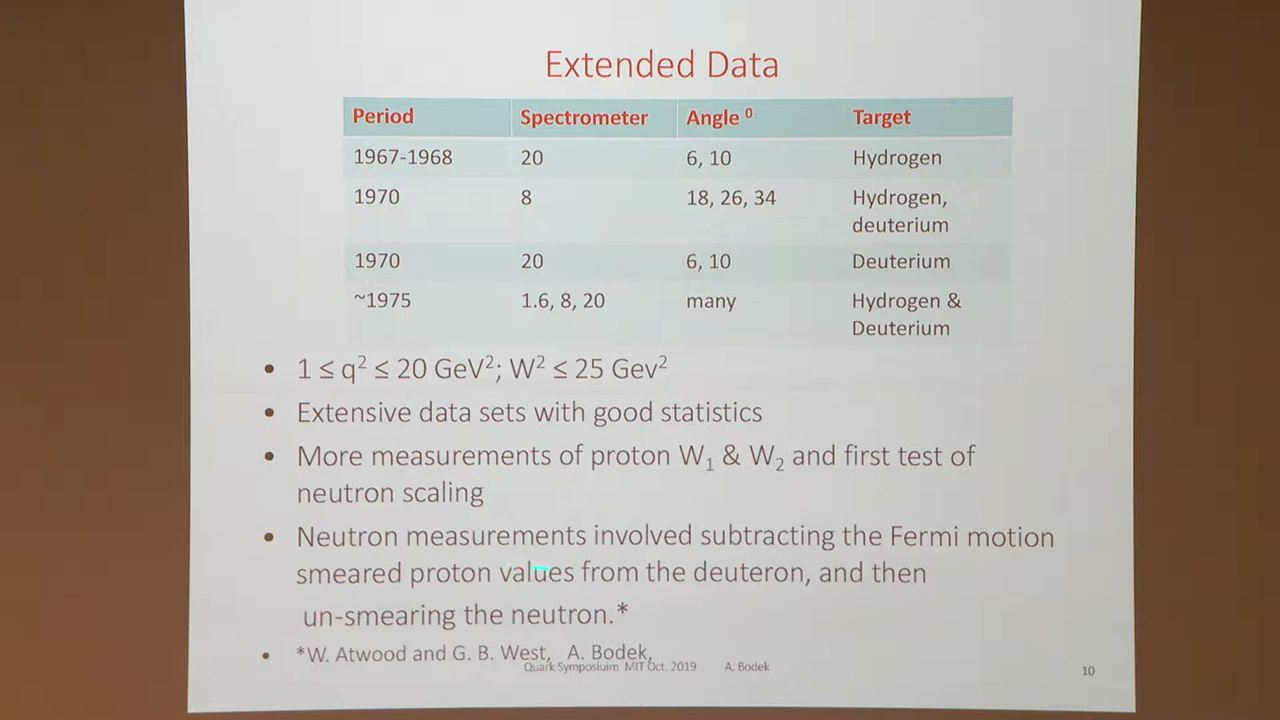 Extended Data
Period Spectrometer Angle ⁰ Target
1967-1968 20 6, 10 Hydrogen
1970 8 18, 26, 34 Hydrogen,
deuterium
1970 20 6, 10 Deuterium
~1975 1.6, 8, 20 many Hydrogen &
Deuterium
• 1 ≤ q² ≤ 20 GeV²; W² ≤ 25 Gev²
• Extensive data sets with good statistics
• More measurements of proton W₁ & W₂ and first test of
neutron scaling
• Neutron measurements involved subtracting the Fermi motion
smeared proton values from the deuteron, and then
un-smearing the neutron.*
• *W. Atwood and G. B. West, A. Bodek,
Quark Symposiuim MIT Oct. 2019 A. Bodek
10